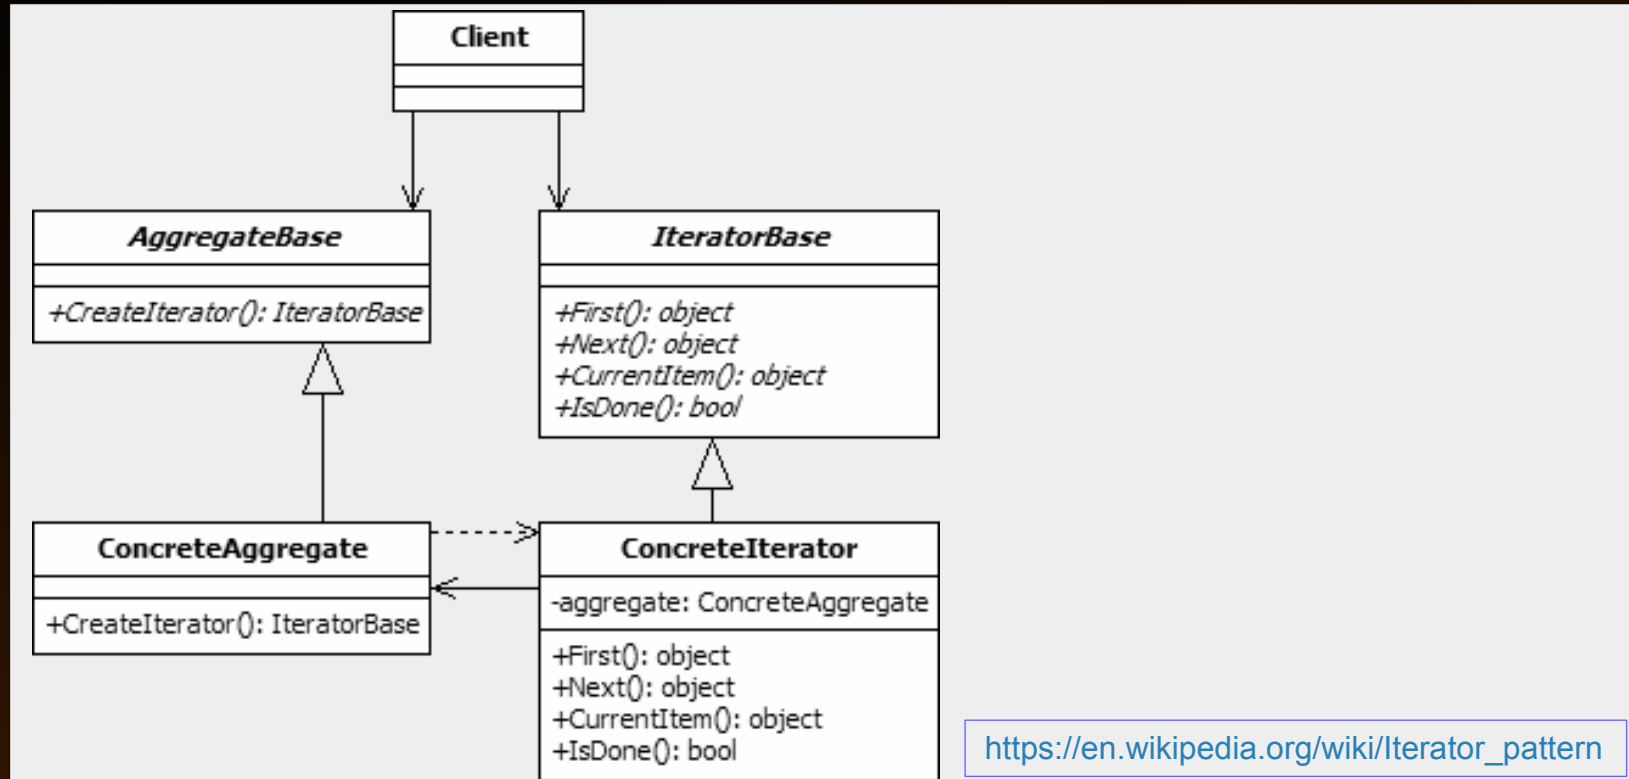 Client
AggregateBase
+CreateIterator(): IteratorBase
IteratorBase
+First(): object
+Next(): object
+CurrentItem(): object
+IsDone(): bool
ConcreteAggregate
+CreateIterator(): IteratorBase
ConcreteIterator
-aggregate: ConcreteAggregate
+First(): object
+Next(): object
+CurrentItem(): object
+IsDone(): bool
https://en.wikipedia.org/wiki/Iterator_pattern